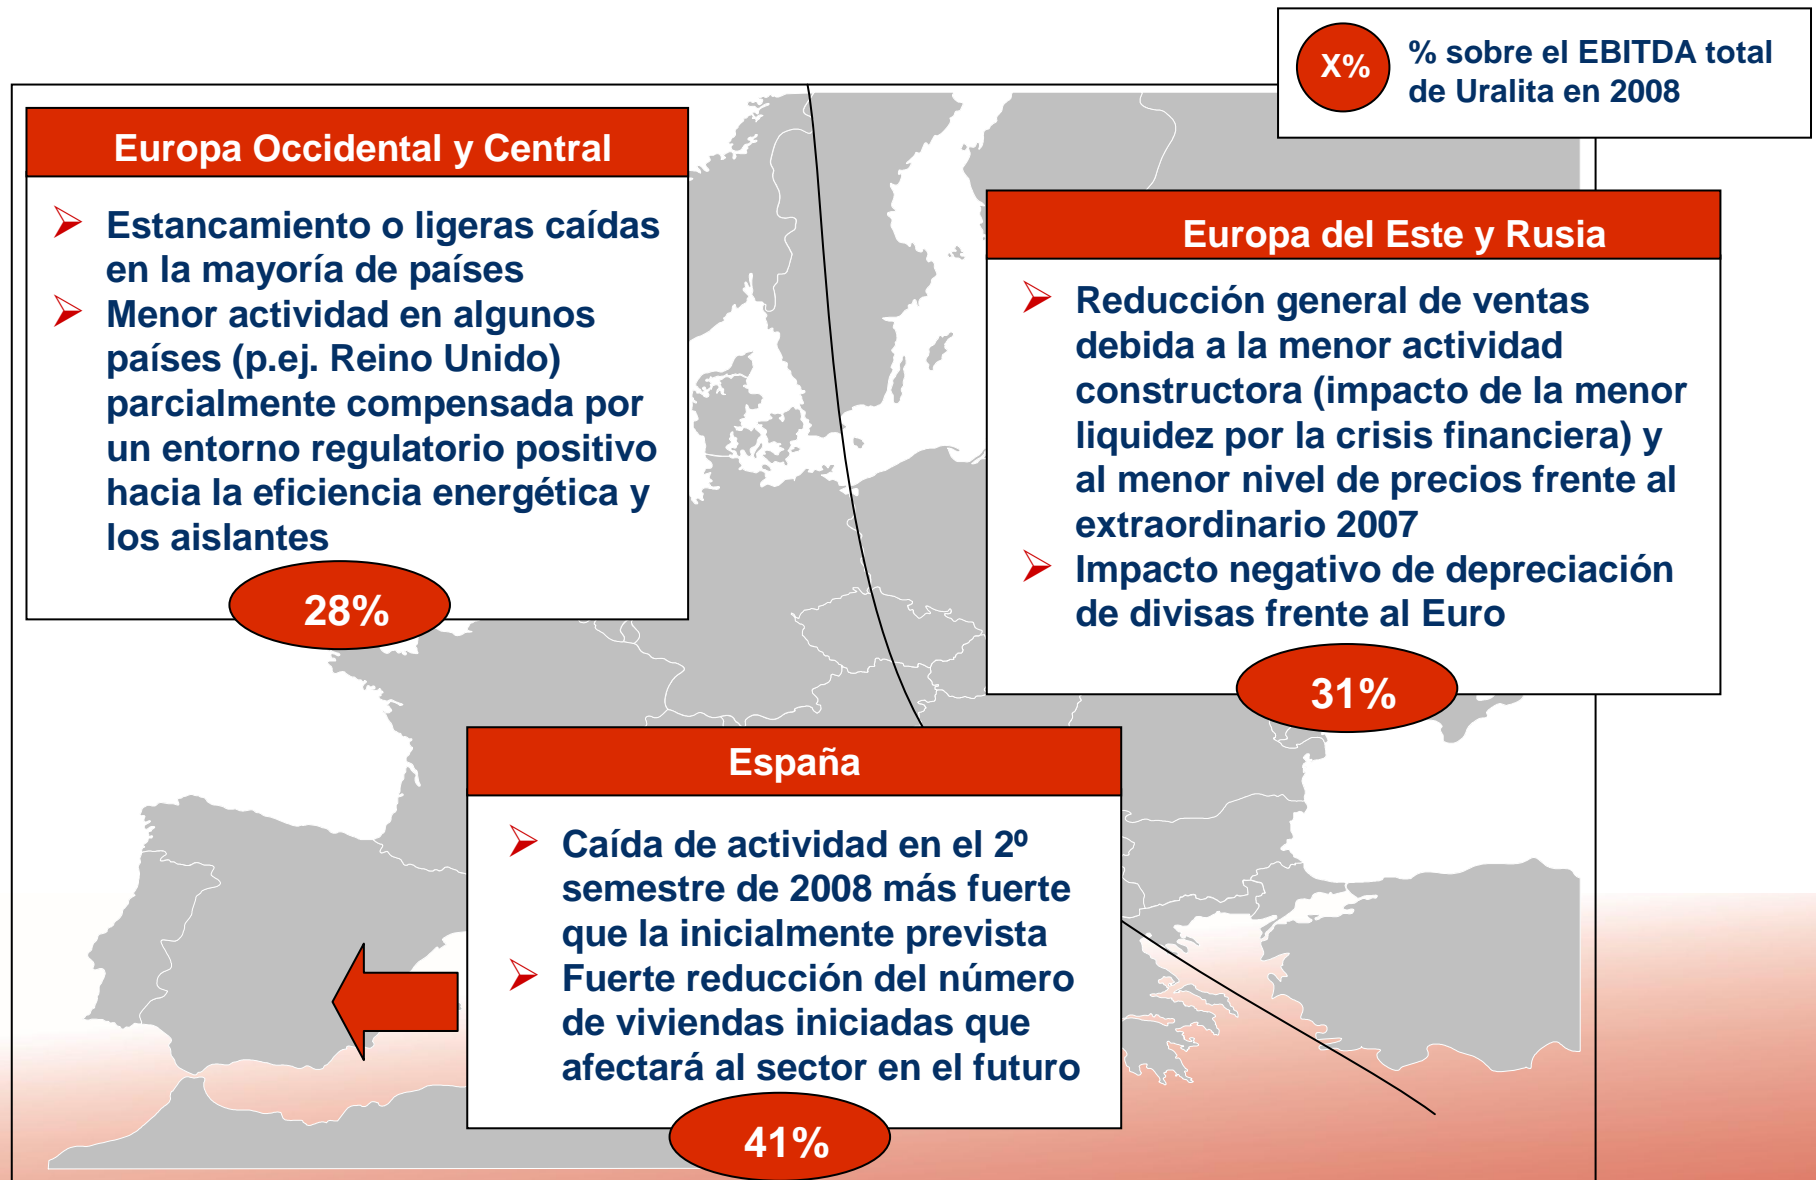 X%
% sobre el EBITDA total
de Uralita en 2008
Europa Occidental y Central
Estancamiento o ligeras caídas
en la mayoría de países
Menor actividad en algunos
países (p.ej. Reino Unido)
parcialmente compensada por
un entorno regulatorio positivo
hacia la eficiencia energética y
los aislantes
28%
Europa del Este y Rusia
Reducción general de ventas
debida a la menor actividad
constructora (impacto de la menor
liquidez por la crisis financiera) y
al menor nivel de precios frente al
extraordinario 2007
Impacto negativo de depreciación
de divisas frente al Euro
31%
España
Caída de actividad en el 2º
semestre de 2008 más fuerte
que la inicialmente prevista
Fuerte reducción del número
de viviendas iniciadas que
afectará al sector en el futuro
41%